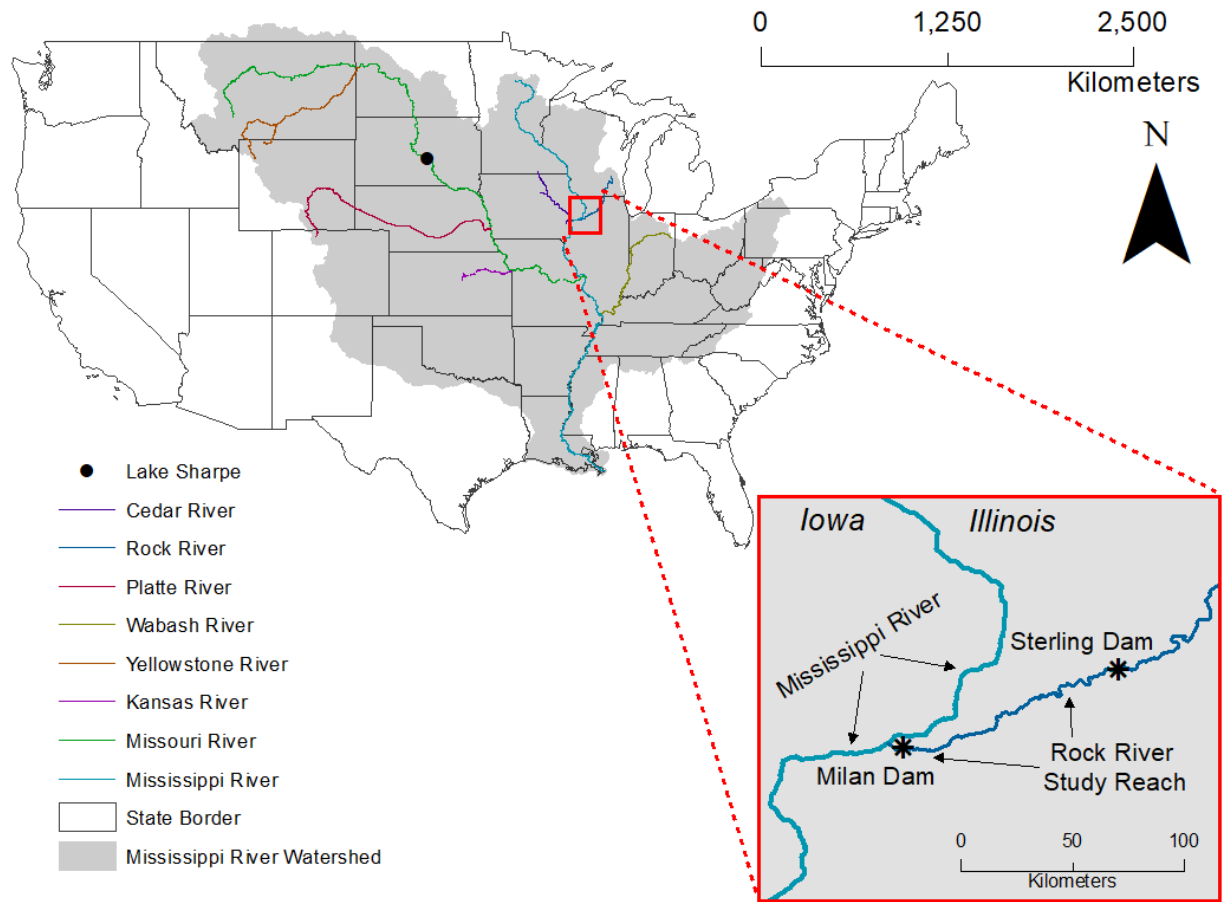 0 1,250 2,500
Kilometers
N
Lake Sharpe
Cedar River
Rock River
Platte River
Wabash River
Yellowstone River
Kansas River
Missouri River
Mississippi River
State Border
Mississippi River Watershed
Iowa Illinois
Mississippi River
Sterling Dam
Milan Dam
Rock River
Study Reach
0 50 100
Kilometers